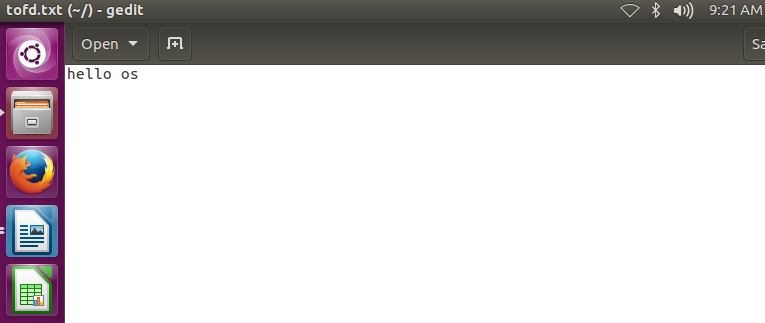 tofd.txt (~/) - gedit 9:21 AM
Open Sa
hello os